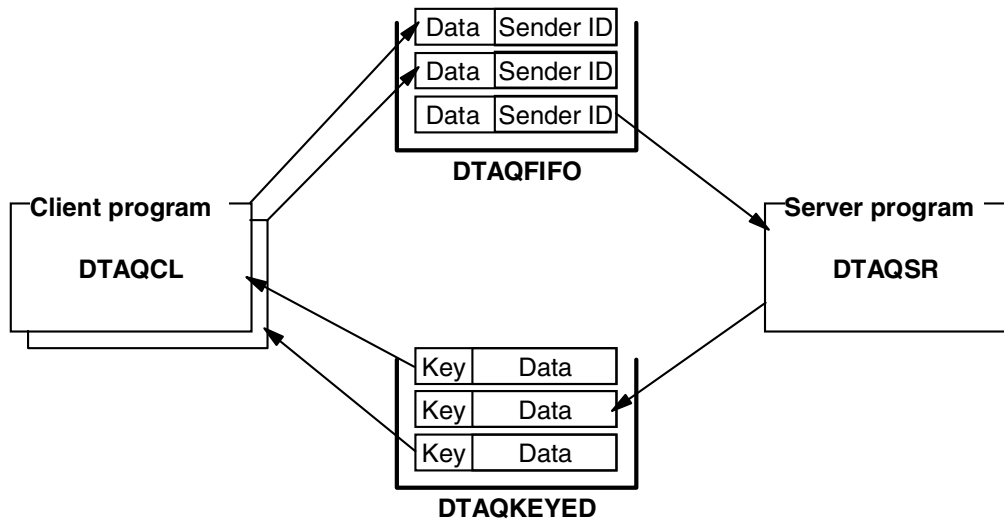 Data Sender ID
Data Sender ID
Data Sender ID
DTAQFIFO
Client program
DTAQCL
Server program
DTAQSR
Key Data
Key Data
Key Data
DTAQKEYED